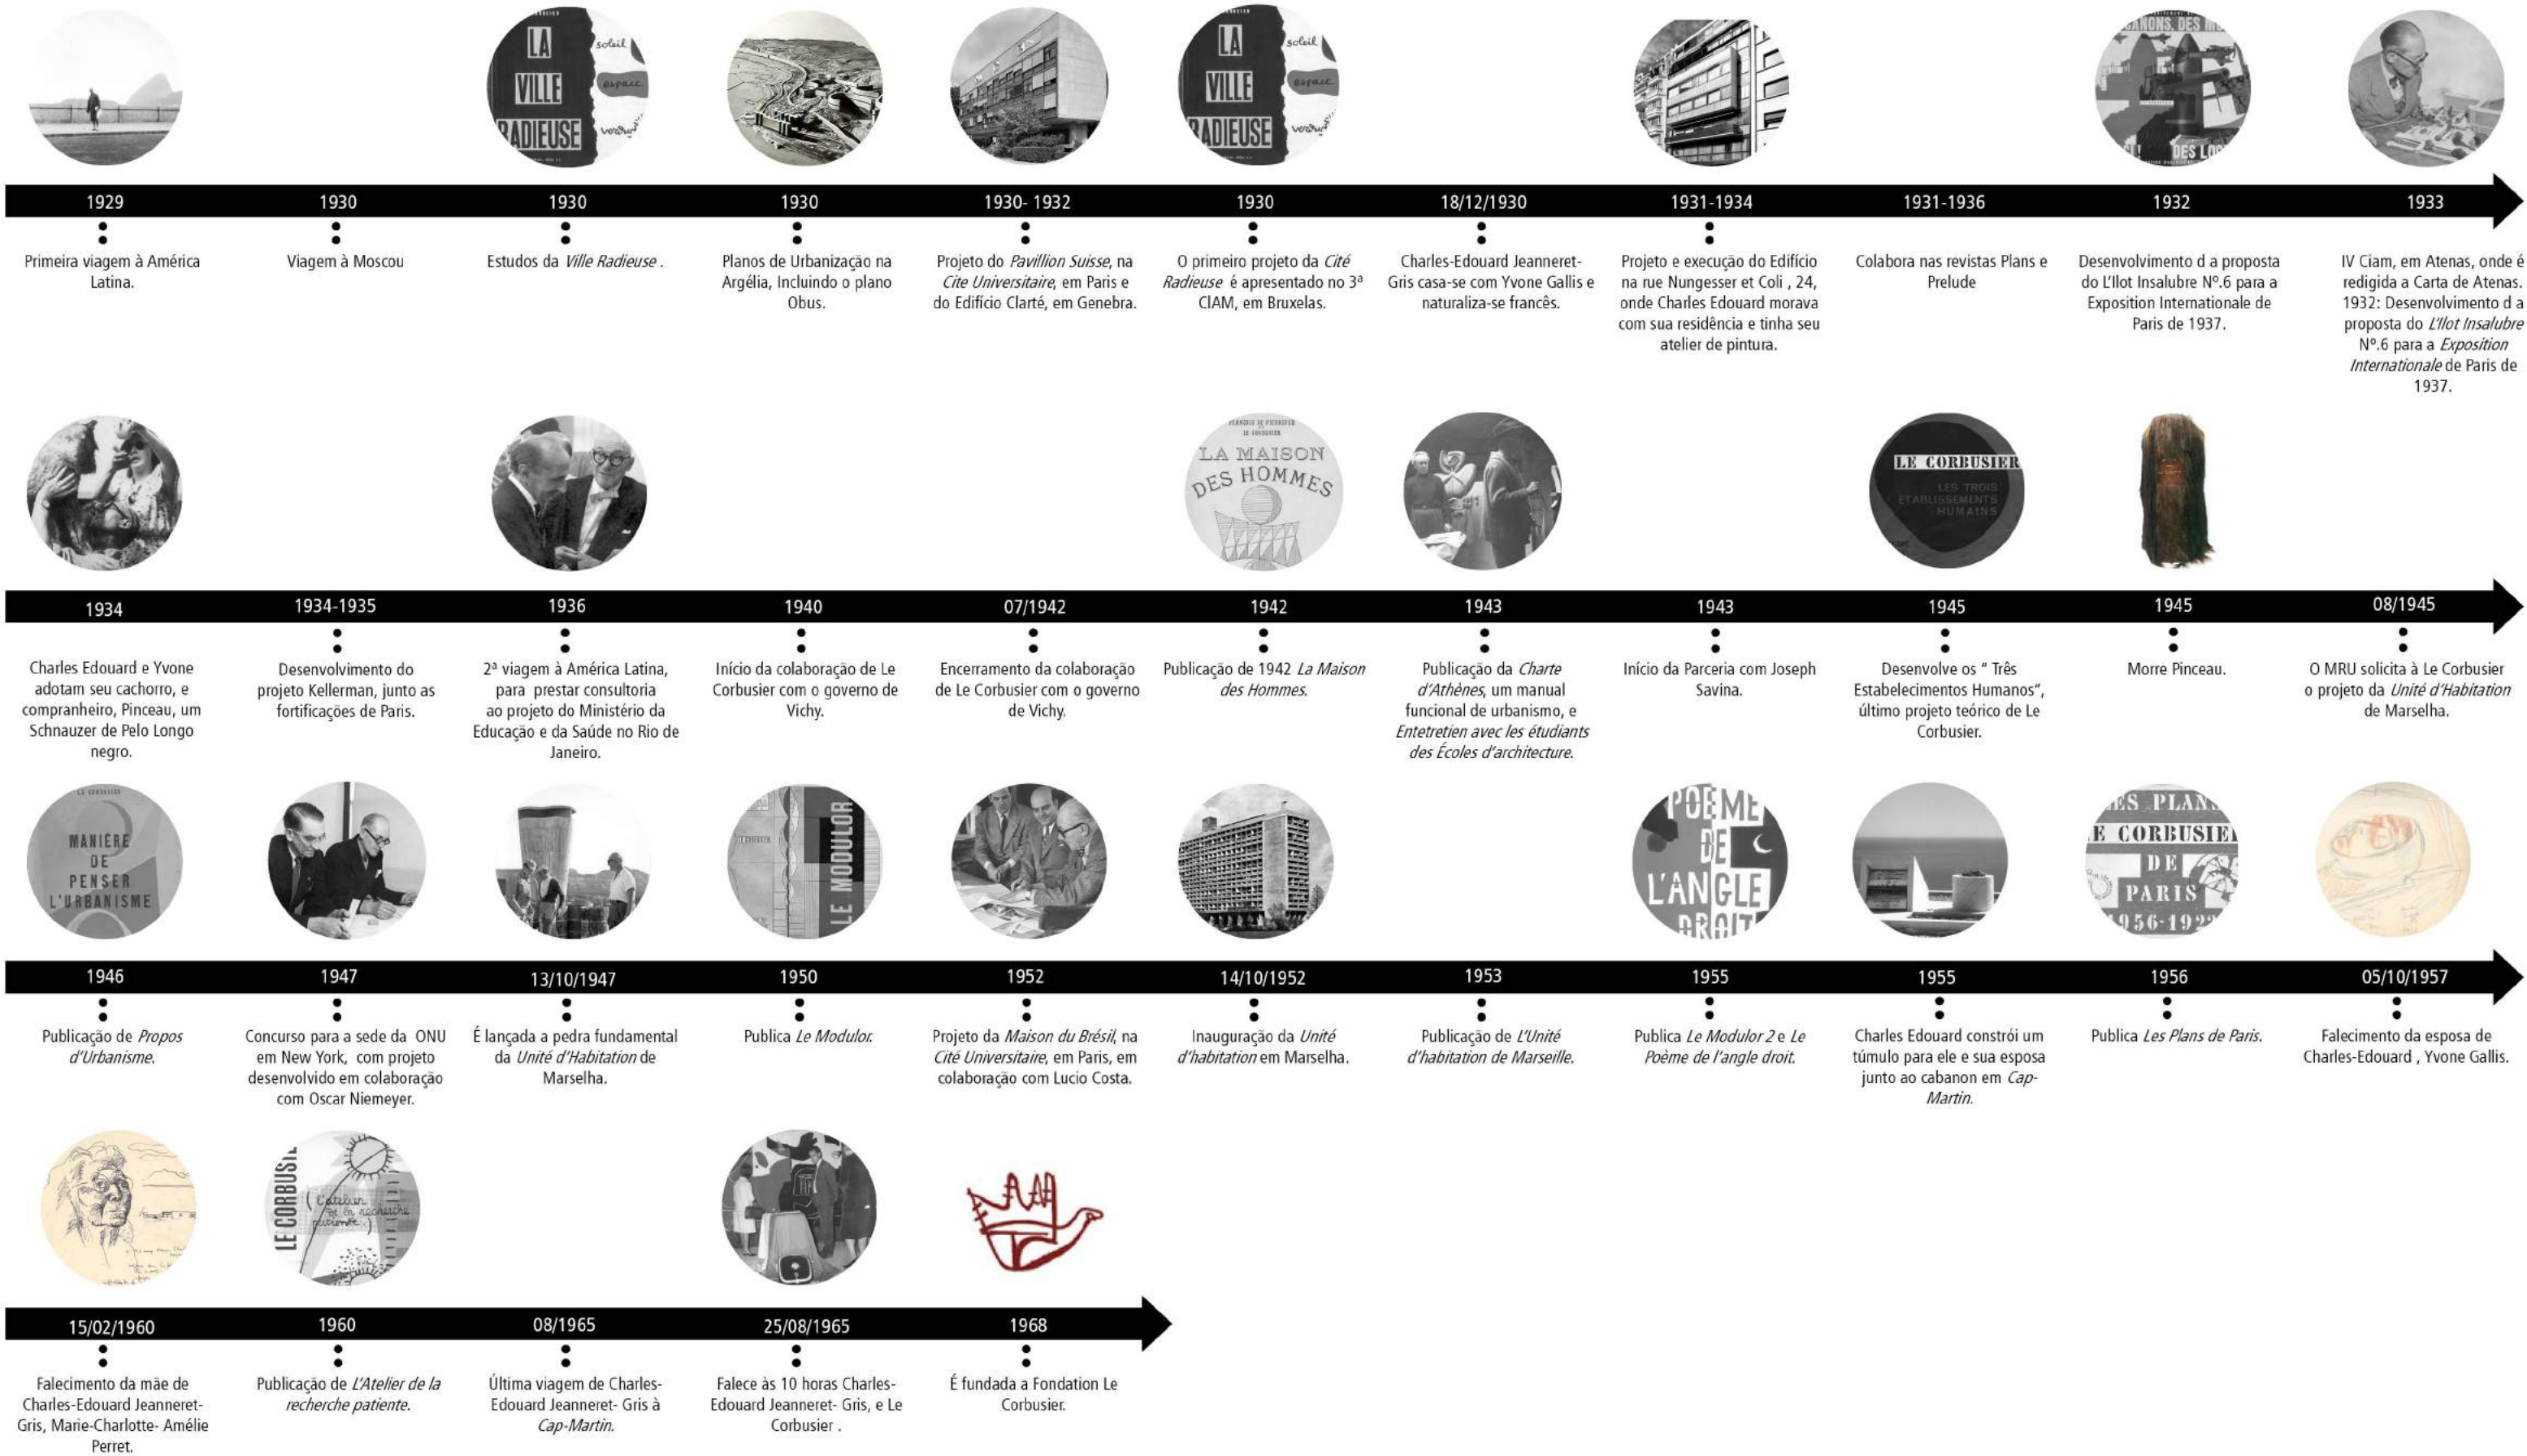 LA
VILLE
RADIEUSE
soleil
espace
LA
VILLE
RADIEUSE
soleil
espace
CANONS, DES MU
! DES LO
1929
1930
1930
1930
1930- 1932
1930
18/12/1930
1931-1934
1931-1936
1932
1933
Primeira viagem à América
Latina.
Viagem à Moscou
Estudos da Ville Radieuse .
Planos de Urbanização na
Argélia, Incluindo o plano
Obus.
Projeto do Pavillion Suisse, na
Cite Universitaire, em Paris e
do Edifício Clarté, em Genebra.
O primeiro projeto da Cité
Radieuse é apresentado no 3ª
CIAM, em Bruxelas.
Charles-Edouard Jeanneret-
Gris casa-se com Yvone Gallis e
naturaliza-se francês.
Projeto e execução do Edifício
na rue Nungesser et Coli , 24,
onde Charles Edouard morava
com sua residência e tinha seu
atelier de pintura.
Colabora nas revistas Plans e
Prelude
Desenvolvimento d a proposta
do L'Ilot Insalubre Nº.6 para a
Exposition Internationale de
Paris de 1937.
IV Ciam, em Atenas, onde é
redigida a Carta de Atenas.
1932: Desenvolvimento d a
proposta do L'Ilot Insalubre
Nº.6 para a Exposition
Internationale de Paris de
1937.
FRANÇOIS DE PIERREFEU
LE CORBUSIER
LA MAISON
DES HOMMES
LE CORBUSIER
LES TROIS
ETABLISSEMENTS
HUMAINS
1934
1934-1935
1936
1940
07/1942
1942
1943
1943
1945
1945
08/1945
Charles Edouard e Yvone
adotam seu cachorro, e
compranheiro, Pinceau, um
Schnauzer de Pelo Longo
negro.
Desenvolvimento do
projeto Kellerman, junto as
fortificações de Paris.
2ª viagem à América Latina,
para prestar consultoria
ao projeto do Ministério da
Educação e da Saúde no Rio de
Janeiro.
Início da colaboração de Le
Corbusier com o governo de
Vichy.
Encerramento da colaboração
de Le Corbusier com o governo
de Vichy.
Publicação de 1942 La Maison
des Hommes.
Publicação da Charte
d'Athènes, um manual
funcional de urbanismo, e
Entetretien avec les étudiants
des Écoles d'architecture.
Início da Parceria com Joseph
Savina.
Desenvolve os " Três
Estabelecimentos Humanos",
último projeto teórico de Le
Corbusier.
Morre Pinceau.
O MRU solicita à Le Corbusier
o projeto da Unité d'Habitation
de Marselha.
LE CORBUSIER
MANIÈRE
DE
PENSER
L'URBANISME
LE MODULOR
POÈME
DE
L'ANGLE
DROIT
ES PLANS
E CORBUSIE
DE
PARIS
1956-192
1946
1947
13/10/1947
1950
1952
14/10/1952
1953
1955
1955
1956
05/10/1957
Publicação de Propos
d'Urbanisme.
Concurso para a sede da ONU
em New York, com projeto
desenvolvido em colaboração
com Oscar Niemeyer.
É lançada a pedra fundamental
da Unité d'Habitation de
Marselha.
Publica Le Modulor.
Projeto da Maison du Brésil, na
Cité Universitaire, em Paris, em
colaboração com Lucio Costa.
Inauguração da Unité
d'habitation em Marselha.
Publicação de L'Unité
d'habitation de Marseille.
Publica Le Modulor 2 e Le
Poème de l'angle droit.
Charles Edouard constrói um
túmulo para ele e sua esposa
junto ao cabanon em Cap-
Martin.
Publica Les Plans de Paris.
Falecimento da esposa de
Charles-Edouard , Yvone Gallis.
LE CORBUSIE
l'atelier
de la recherche
patiente
15/02/1960
1960
08/1965
25/08/1965
1968
Falecimento da mãe de
Charles-Edouard Jeanneret-
Gris, Marie-Charlotte- Amélie
Perret.
Publicação de L'Atelier de la
recherche patiente.
Última viagem de Charles-
Edouard Jeanneret- Gris à
Cap-Martin.
Falece às 10 horas Charles-
Edouard Jeanneret- Gris, e Le
Corbusier .
É fundada a Fondation Le
Corbusier.